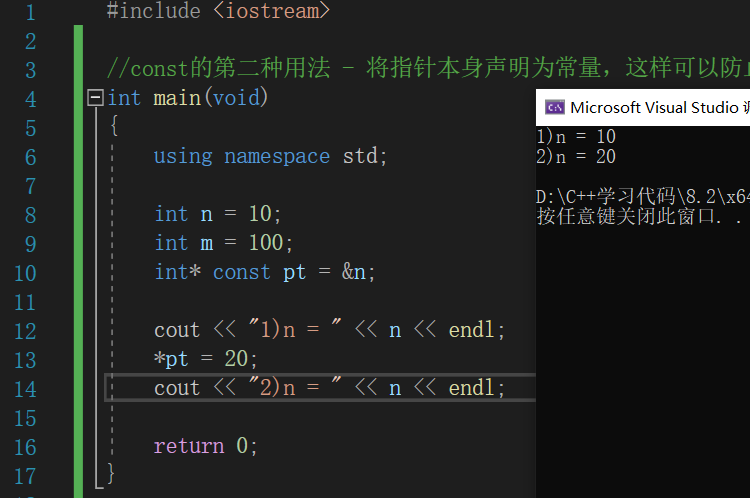 1 #include <iostream>
2
3 //const的第二种用法 - 将指针本身声明为常量，这样可以防
4 int main(void)
5 {
6 using namespace std;
7
8 int n = 10;
9 int m = 100;
10 int* const pt = &n;
11
12 cout << "1)n = " << n << endl;
13 *pt = 20;
14 cout << "2)n = " << n << endl;
15
16 return 0;
17 }
Microsoft Visual Studio
1)n = 10
2)n = 20
D:\C++学习代码\8.2\x64
按任意键关闭此窗口. .